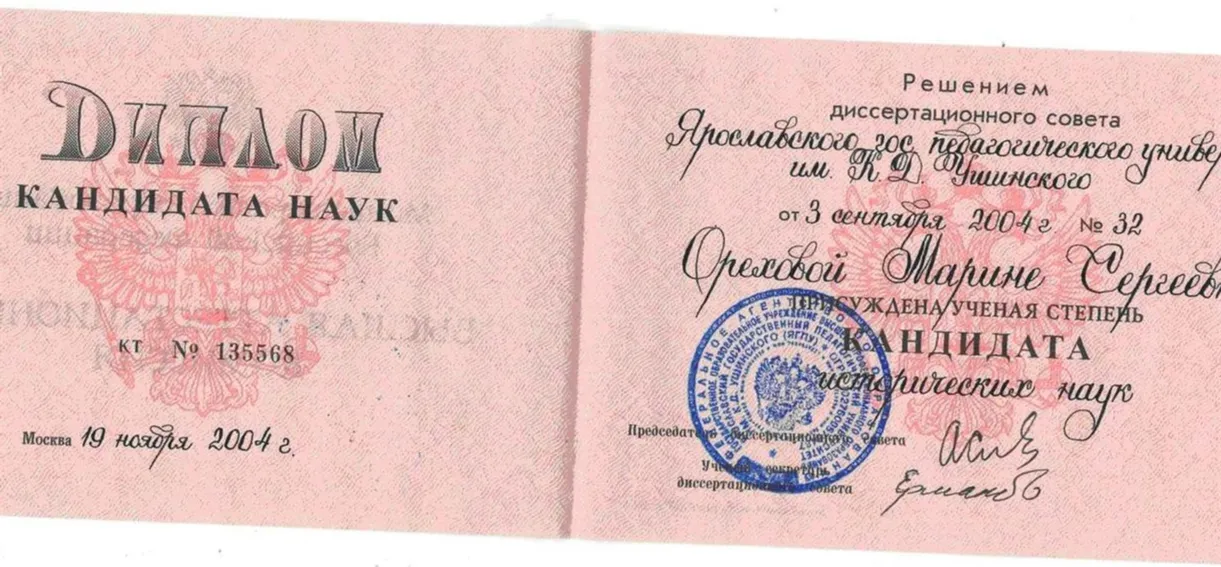 Диплом
КАНДИДАТА НАУК
КТ № 135568
Москва 19 ноября 2004 г.
Решением
диссертационного совета
Ярославского гос. педагогического универ
им. К.Д. Ушинского
от 3 сентября 2004 г № 32
Ореховой Марине Сергеевн
ПРИСУЖДЕНА УЧЕНАЯ СТЕПЕНЬ
КАНДИДАТА
исторических наук
Председатель диссертационного совета
Ученый секретарь
диссертационного совета